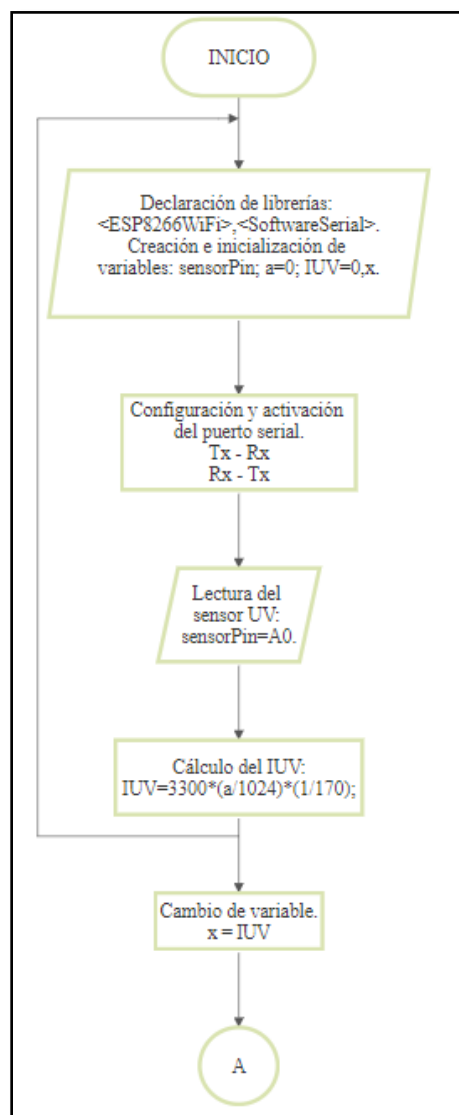 INICIO
Declaración de librerías:
<ESP8266WiFi>,<SoftwareSerial>.
Creación e inicialización de
variables: sensorPin; a=0; IUV=0,x.
Configuración y activación
del puerto serial.
Tx - Rx
Rx - Tx
Lectura del
sensor UV:
sensorPin=A0.
Cálculo del IUV:
IUV=3300*(a/1024)*(1/170);
Cambio de variable.
x = IUV
A